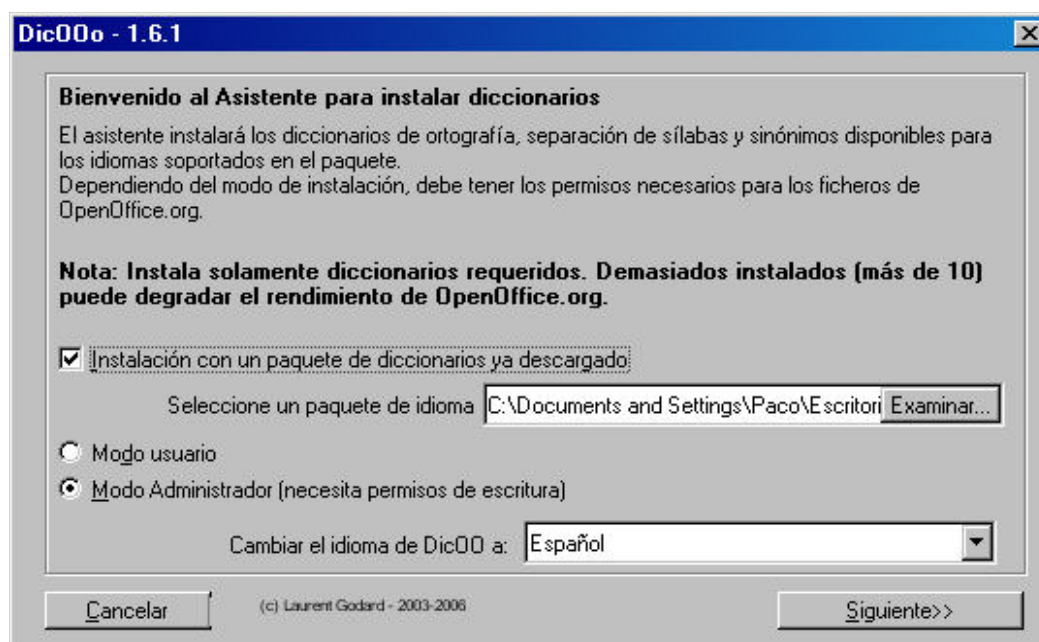 DicOOo - 1.6.1
Bienvenido al Asistente para instalar diccionarios
El asistente instalará los diccionarios de ortografía, separación de sílabas y sinónimos disponibles para
los idiomas soportados en el paquete.
Dependiendo del modo de instalación, debe tener los permisos necesarios para los ficheros de
OpenOffice.org.
Nota: Instala solamente diccionarios requeridos. Demasiados instalados (más de 10)
puede degradar el rendimiento de OpenOffice.org.
Instalación con un paquete de diccionarios ya descargado
Seleccione un paquete de idioma C:\Documents and Settings\Paco\Escritori Examinar...
Modo usuario
Modo Administrador (necesita permisos de escritura)
Cambiar el idioma de DicOO a: Español
Cancelar (c) Laurent Godard - 2003-2006 Siguiente>>